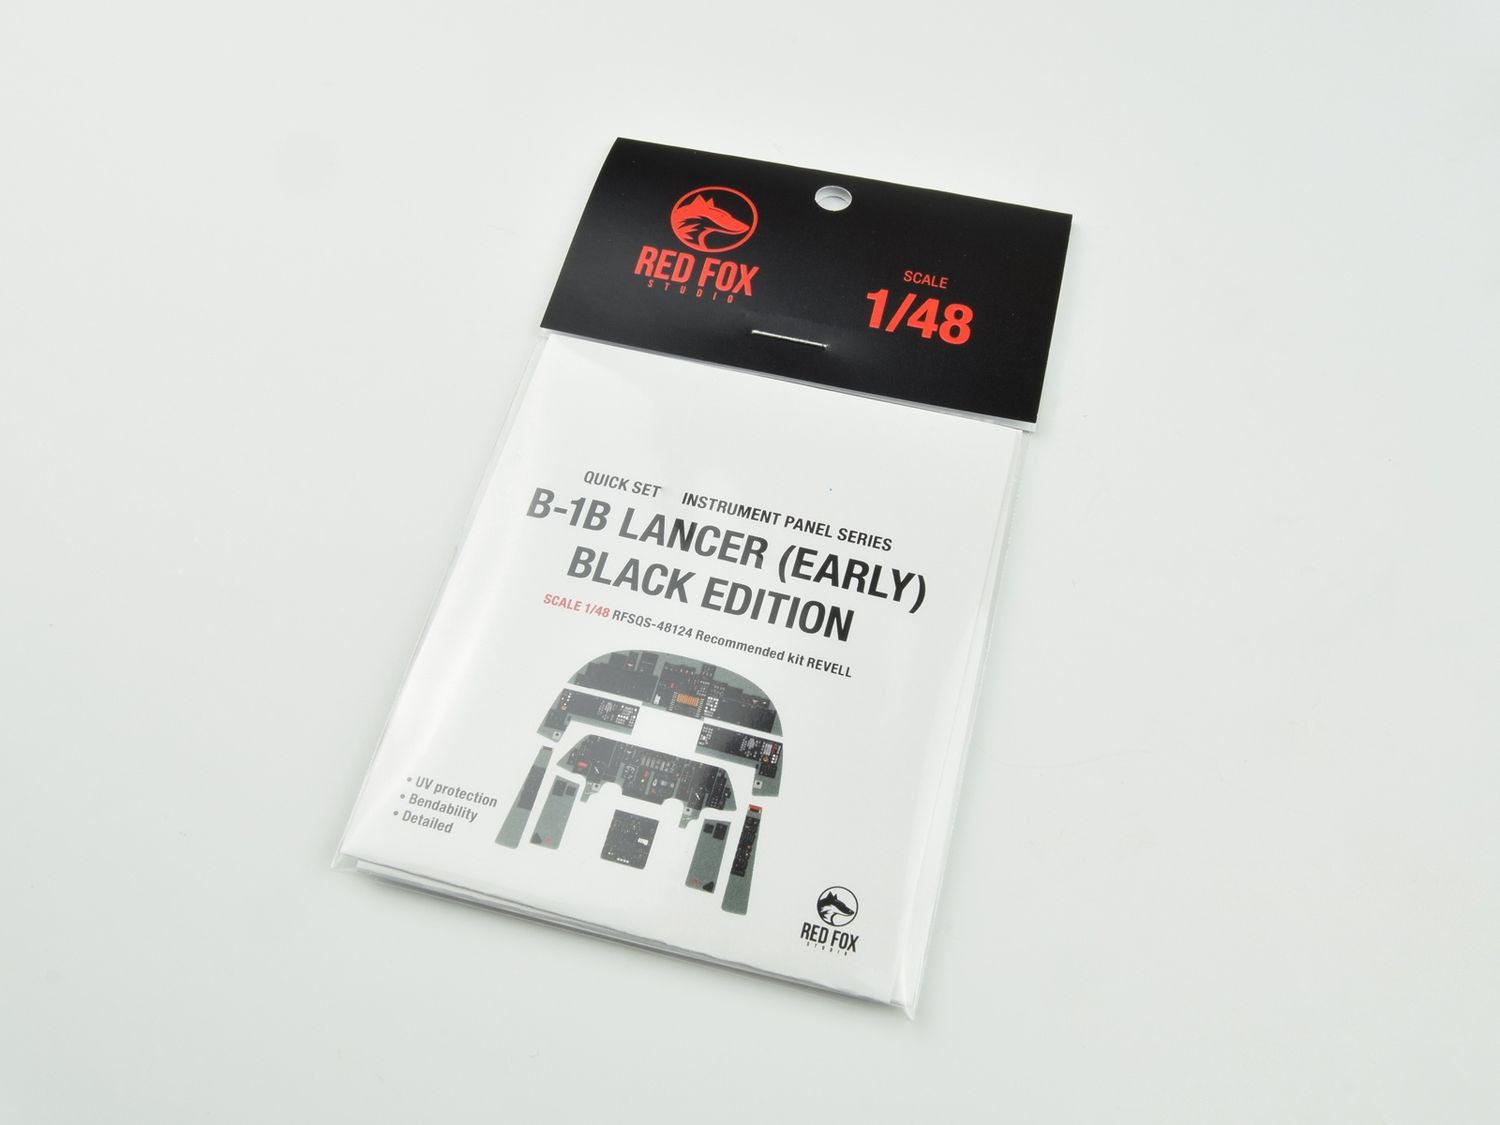 RED FOX
STUDIO
SCALE
1/48
QUICK SET INSTRUMENT PANEL SERIES
B-1B LANCER (EARLY)
BLACK EDITION
SCALE 1/48 RFSQS-48124 Recommended kit REVELL
• UV protection
• Bendability
• Detailed
RED FOX
STUDIO